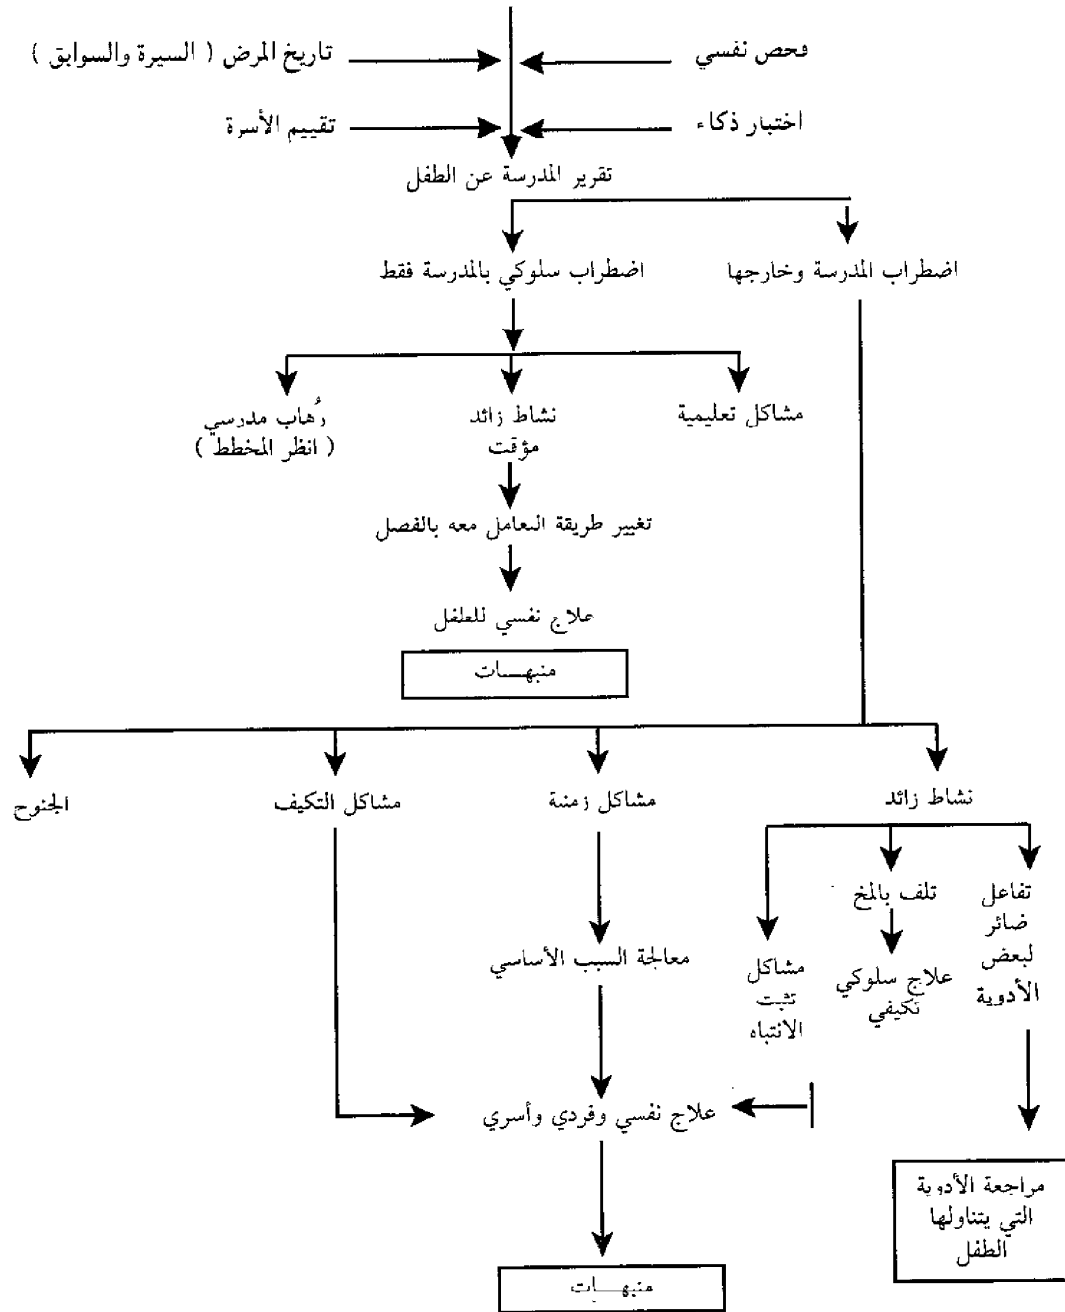 فحص نفسي
تاريخ المرض ( السيرة والسوابق )
اختبار ذكاء
تقييم الأسرة
تقرير المدرسة عن الطفل
اضطراب المدرسة وخارجها
اضطراب سلوكي بالمدرسة فقط
مشاكل تعليمية
نشاط زائد
مؤقت
رُهاب مدرسي
( انظر المخطط )
تغيير طريقة التعامل معه بالفصل
علاج نفسي للطفل
منبهـــات
نشاط زائد
مشاكل زمنية
مشاكل التكيف
الجنوح
تفاعل
ضائر
لبعض
الأدوية
تلف بالمخ
علاج سلوكي
تكيفي
مشاكل
تثبت
الانتباه
معالجة السبب الأساسي
علاج نفسي وفردي وأسري
مراجعة الأدوية
التي يتناولها
الطفل
منبهـــات